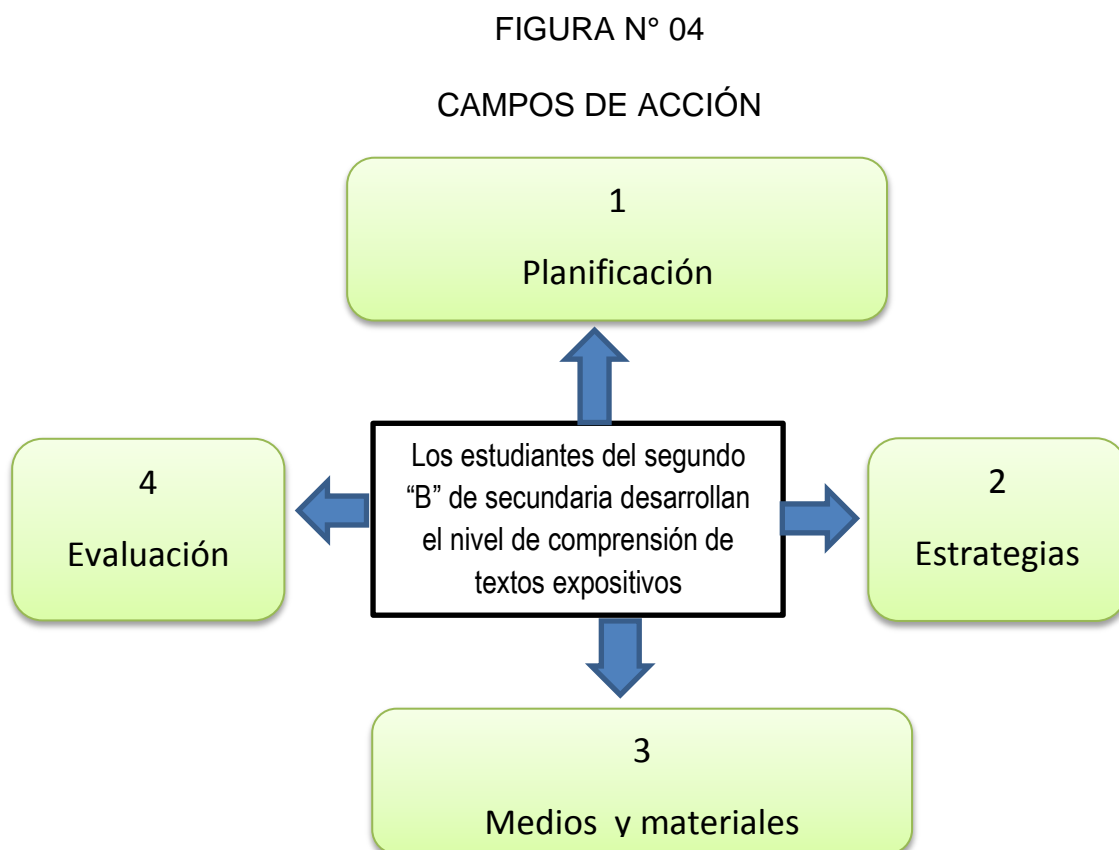 FIGURA N° 04
CAMPOS DE ACCIÓN
1
Planificación
Los estudiantes del segundo
“B” de secundaria desarrollan
el nivel de comprensión de
textos expositivos
4
Evaluación
2
Estrategias
3
Medios y materiales